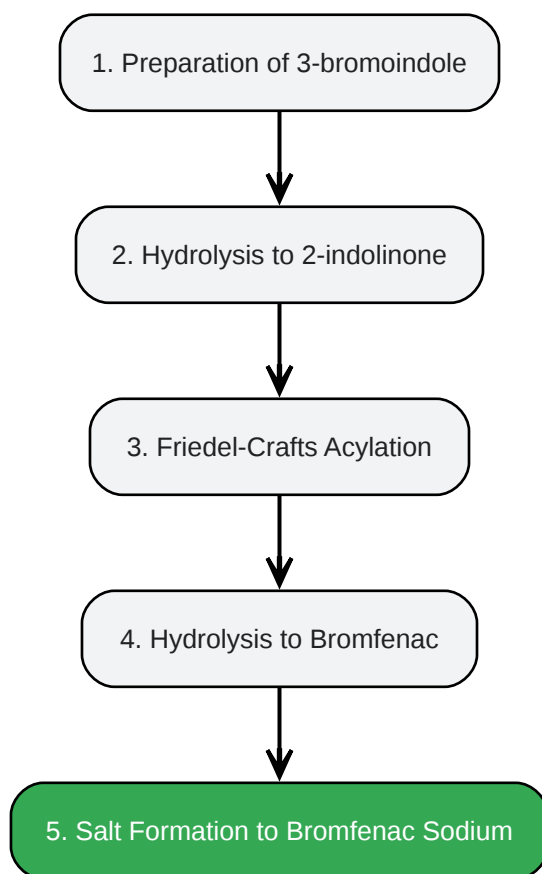 1. Preparation of 3-bromoindole
2. Hydrolysis to 2-indolinone
3. Friedel-Crafts Acylation
4. Hydrolysis to Bromfenac
5. Salt Formation to Bromfenac Sodium